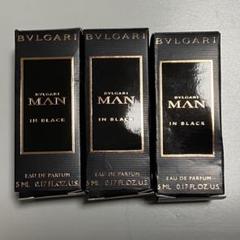 BVLGARI
BVLGARI
MAN
IN BLACK
EAU DE PARFUM
5 ML 0.17 FL.OZ.U.S.
BVLGARI
BVLGARI
MAN
IN BLACK
EAU DE PARFUM
5 ML 0.17 FL.OZ.U.S.
BVLGARI
BVLGARI
MAN
IN BLACK
EAU DE PARFUM
5 ML 0.17 FL.OZ.U.S.